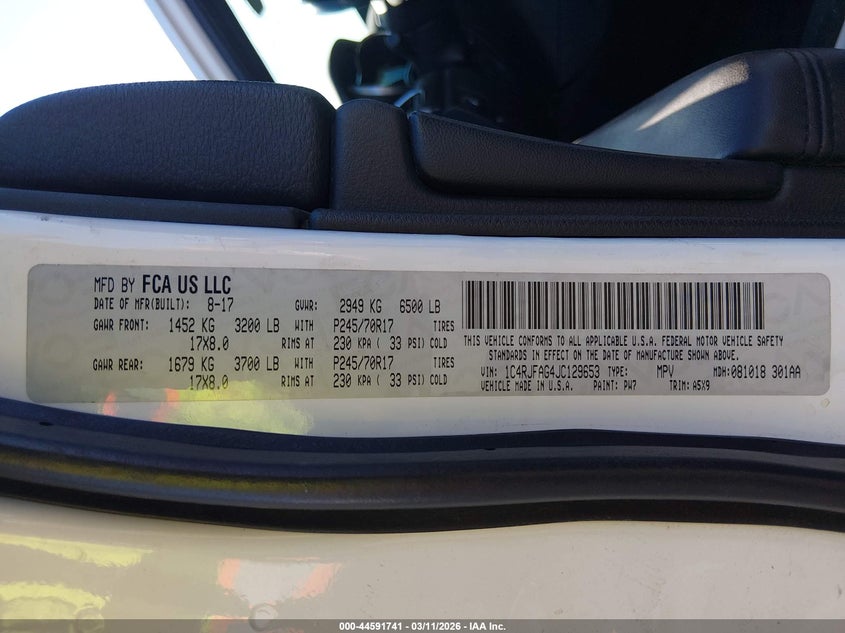 MFD BY FCA US LLC
DATE OF MFR(BUILT): 8-17 GVWR: 2949 KG 6500 LB
GAWR FRONT: 1452 KG 3200 LB WITH P245/70R17 TIRES
17X8.0 RIMS AT 230 KPA ( 33 PSI) COLD
GAWR REAR: 1679 KG 3700 LB WITH P245/70R17 TIRES
17X8.0 RIMS AT 230 KPA ( 33 PSI) COLD
THIS VEHICLE CONFORMS TO ALL APPLICABLE U.S.A. FEDERAL MOTOR VEHICLE SAFETY
STANDARDS IN EFFECT ON THE DATE OF MANUFACTURE SHOWN ABOVE.
VIN: 1C4RJFAG4JC129653 TYPE: MPV MDH:081018 301AA
VEHICLE MADE IN U.S.A. PAINT: PW7 TRIM: A5X9
000-44591741 - 03/11/2026 - IAA Inc.